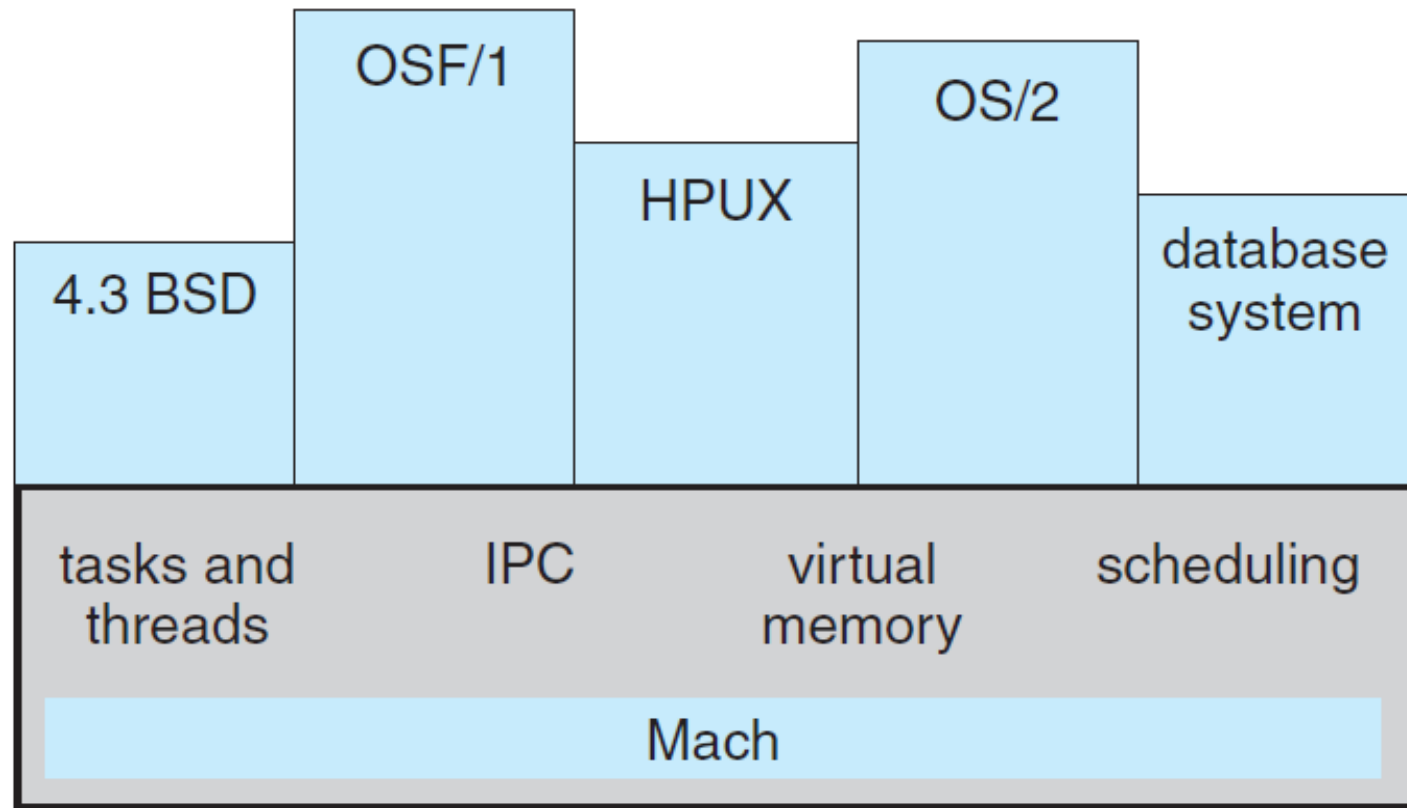 OSF/1
OS/2
HPUX
4.3 BSD
database
system
tasks and
threads
IPC
virtual
memory
scheduling
Mach